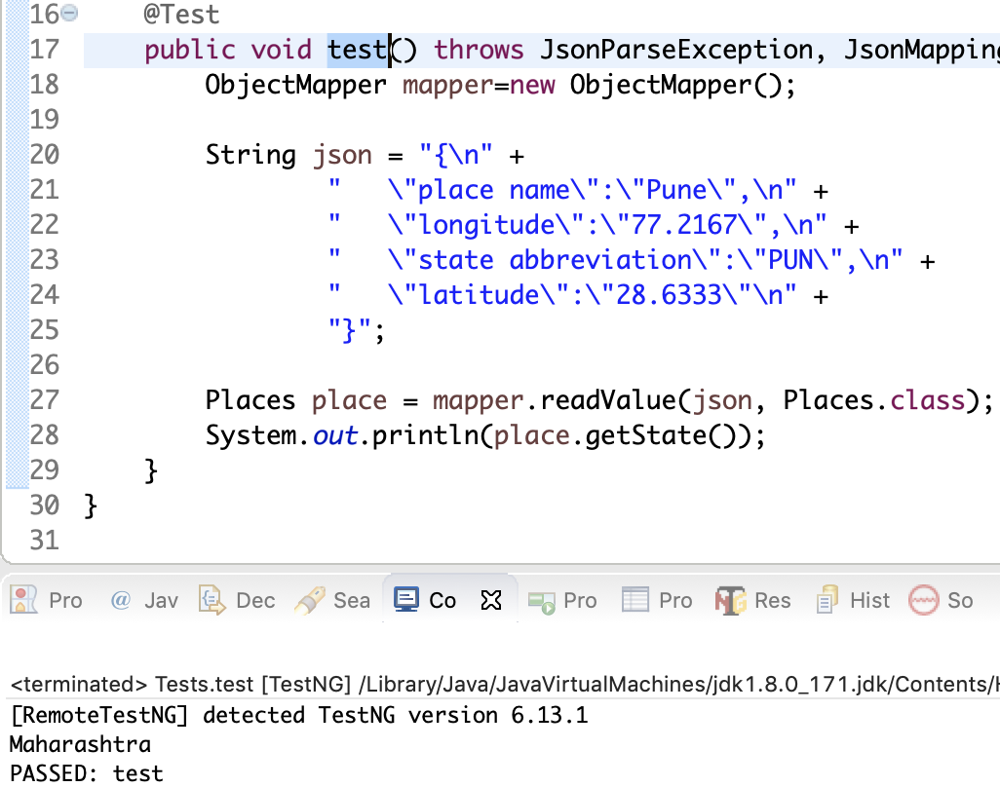 16 @Test
17 public void test() throws JsonParseException, JsonMapping
18 ObjectMapper mapper=new ObjectMapper();
19
20 String json = "{\n" +
21 "   \"place name\":\"Pune\",\n" +
22 "   \"longitude\":\"77.2167\",\n" +
23 "   \"state abbreviation\":\"PUN\",\n" +
24 "   \"latitude\":\"28.6333\"\n" +
25 "}";
26
27 Places place = mapper.readValue(json, Places.class);
28 System.out.println(place.getState());
29 }
30 }
31
Pro @ Jav Dec Sea Co Pro Pro Res Hist So
<terminated> Tests.test [TestNG] /Library/Java/JavaVirtualMachines/jdk1.8.0_171.jdk/Contents/H
[RemoteTestNG] detected TestNG version 6.13.1
Maharashtra
PASSED: test